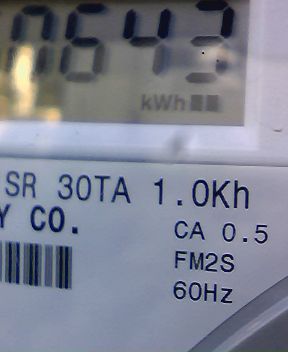 643
kWh
SR 30TA 1.0Kh
Y CO.
CA 0.5
FM2S
60Hz